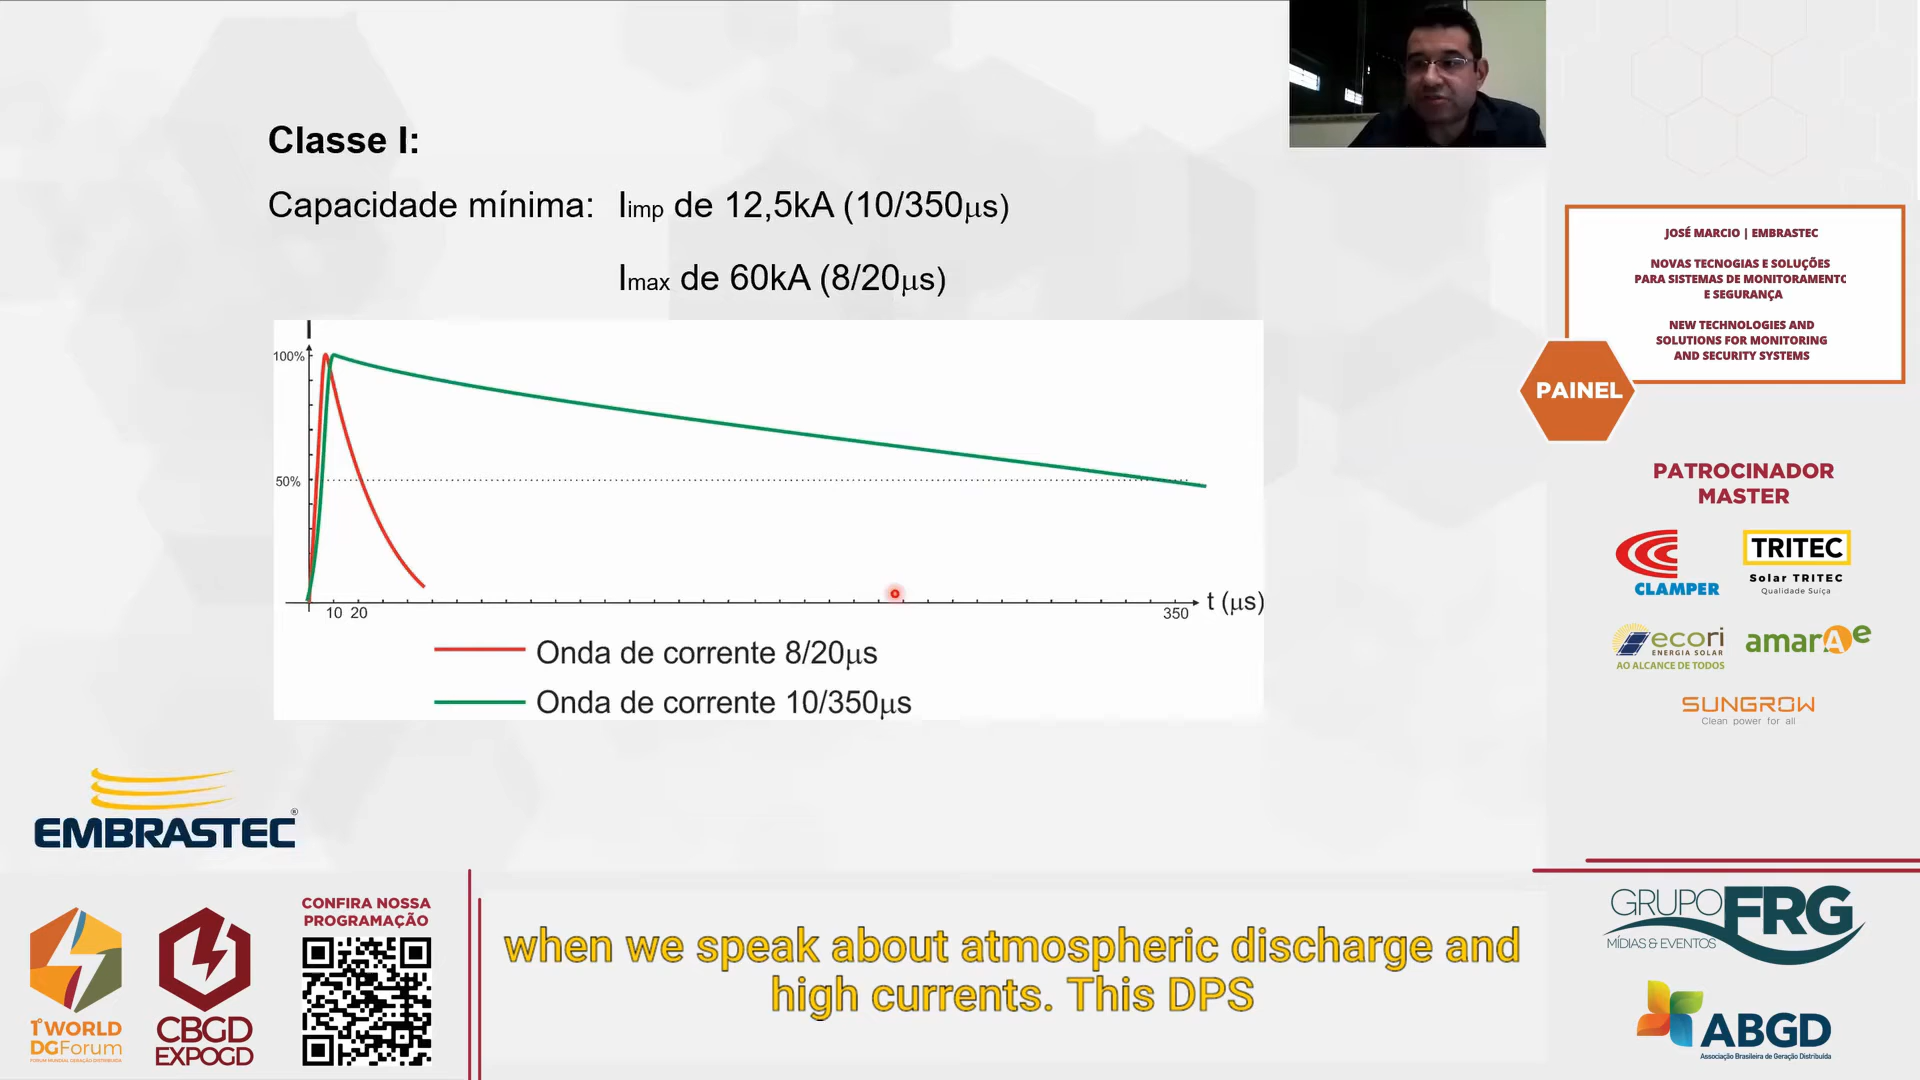 Classe I:
Capacidade mínima: Iimp de 12,5kA (10/350µs)
Imax de 60kA (8/20µs)
I
100%
50%
10 20
350
t (µs)
Onda de corrente 8/20µs
Onda de corrente 10/350µs
JOSÉ MARCIO | EMBRASTEC
NOVAS TECNOGIAS E SOLUÇÕES
PARA SISTEMAS DE MONITORAMENTO
E SEGURANÇA
NEW TECHNOLOGIES AND
SOLUTIONS FOR MONITORING
AND SECURITY SYSTEMS
PAINEL
PATROCINADOR
MASTER
CLAMPER
TRITEC
Solar TRITEC
Qualidade Suíça
ecori
ENERGIA SOLAR
AO ALCANCE DE TODOS
amarAe
SUNGROW
Clean power for all
EMBRASTEC®
1º WORLD
DGForum
FORUM MUNDIAL GERAÇÃO DISTRIBUÍDA
CBGD
EXPOGD
CONFIRA NOSSA
PROGRAMAÇÃO
when we speak about atmospheric discharge and
high currents. This DPS
GRUPO FRG
MÍDIAS & EVENTOS
ABGD
Associação Brasileira de Geração Distribuída